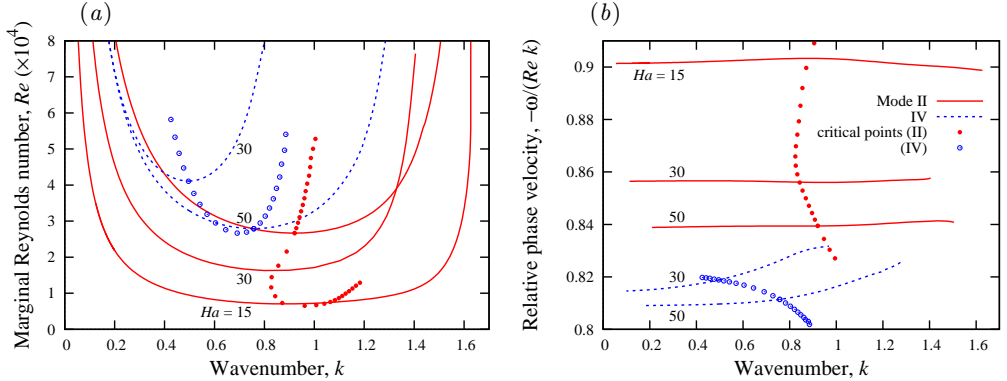 (a)
Marginal Reynolds number, Re (×10⁴)
8
7
6
5
4
3
2
1
0
30
50
30
Ha = 15
0 0.2 0.4 0.6 0.8 1 1.2 1.4 1.6
Wavenumber, k
(b)
Relative phase velocity, −ω/(Re k)
0.9
0.88
0.86
0.84
0.82
0.8
Ha = 15
Mode II
IV
critical points (II)
(IV)
30
50
30
50
0 0.2 0.4 0.6 0.8 1 1.2 1.4 1.6
Wavenumber, k